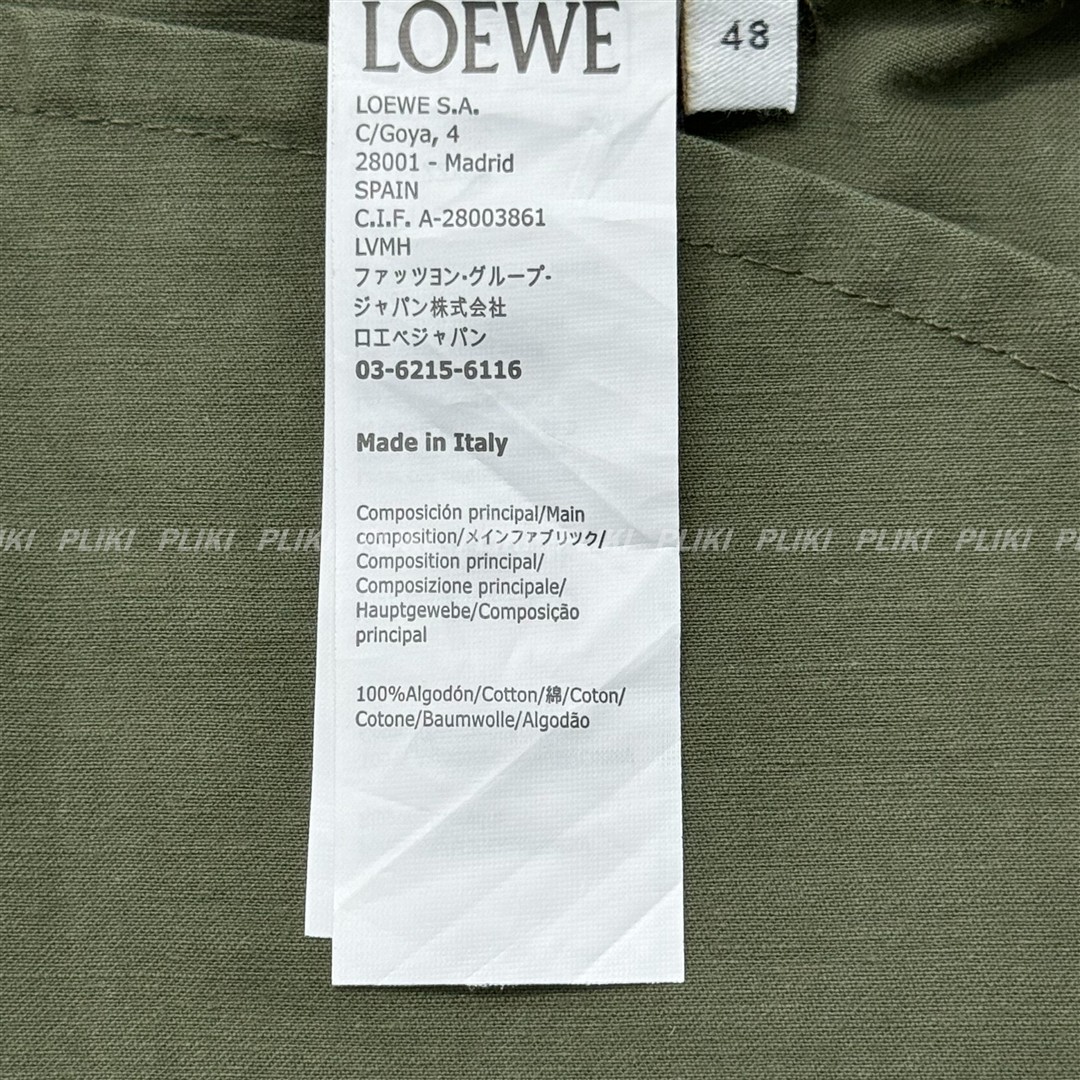 LOEWE
48
LOEWE S.A.
C/Goya, 4
28001 - Madrid
SPAIN
C.I.F. A-28003861
LVMH
ファッツヨン·グループ-
ジャパン株式会社
ロエベジャパン
03-6215-6116
Made in Italy
Composición principal/Main
composition/メインファブリック/
Composition principal/
Composizione principale/
Hauptgewebe/Composição
principal
100%Algodón/Cotton/綿/Coton/
Cotone/Baumwolle/Algodão
PLIKI PLIKI PLIKI PLIKI PLIKI PLIKI